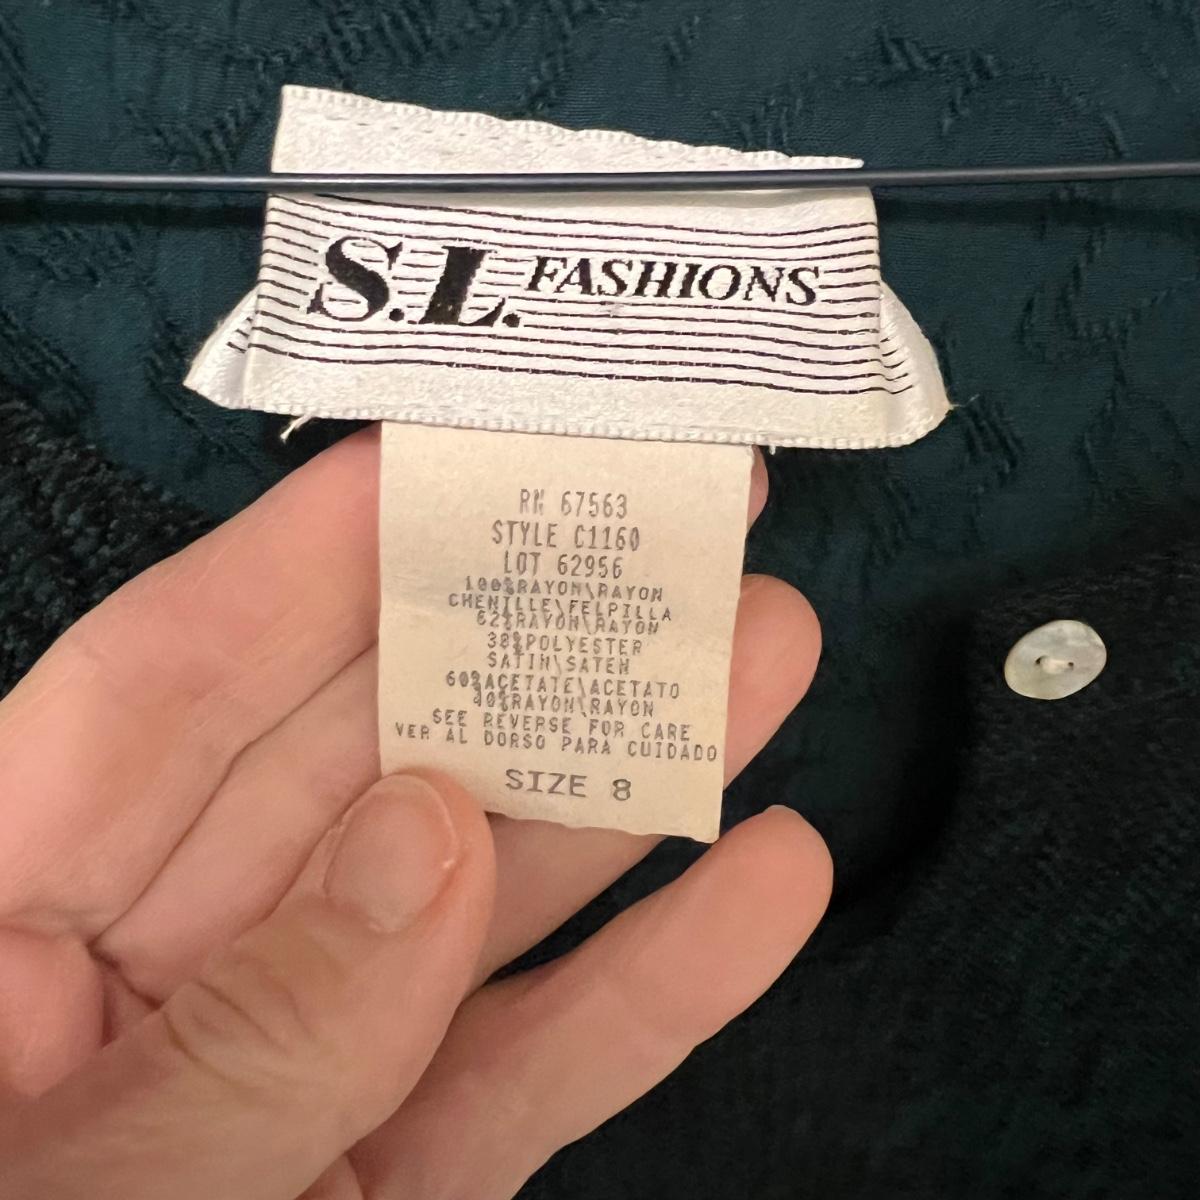 S.L. FASHIONS
RN 67563
STYLE C1160
LOT 62956
100%RAYON\RAYON
CHENILLE\FELPILLA
62%RAYON\RAYON
38%POLYESTER
SATIN\SATEN
60%ACETATE\ACETATO
40%RAYON\RAYON
SEE REVERSE FOR CARE
VER AL DORSO PARA CUIDADO
SIZE 8